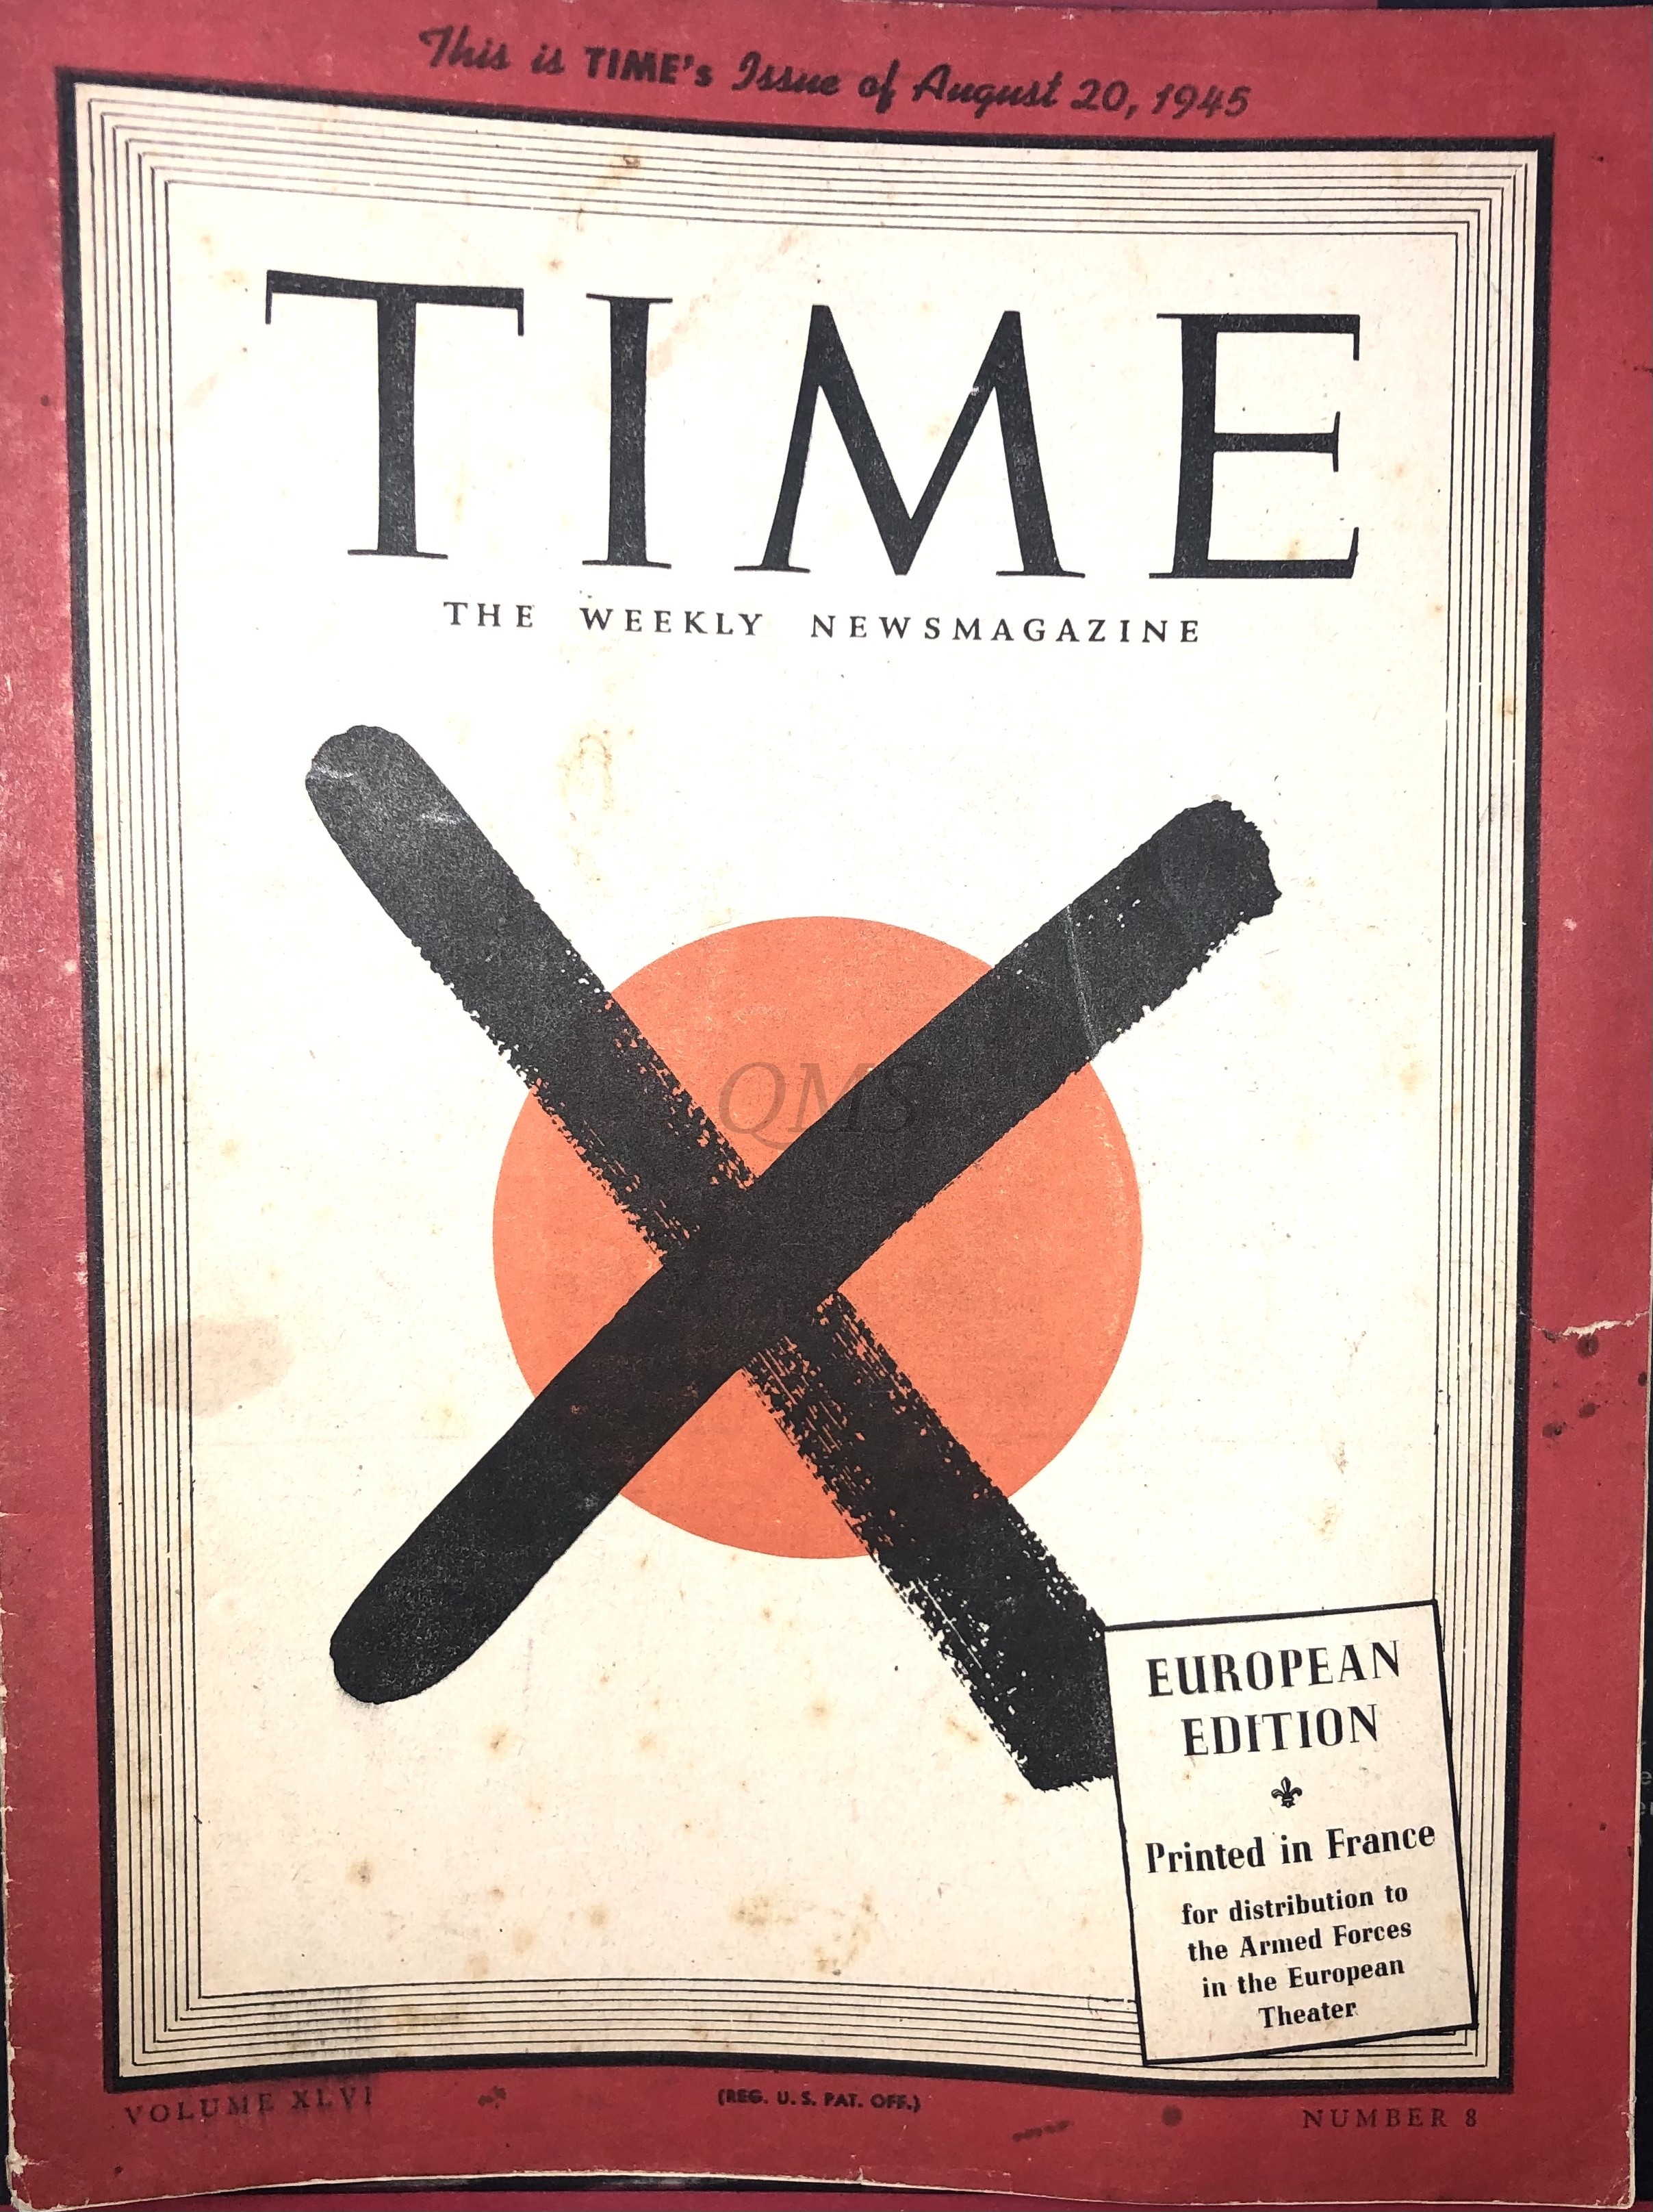 This is TIME's Issue of August 20, 1945
TIME
THE WEEKLY NEWSMAGAZINE
QMS
EUROPEAN
EDITION
Printed in France
for distribution to
the Armed Forces
in the European
Theater
VOLUME XLVI
(REG. U. S. PAT. OFF.)
NUMBER 8